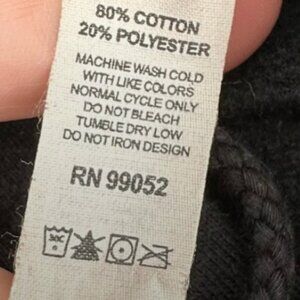 80% COTTON
20% POLYESTER
MACHINE WASH COLD
WITH LIKE COLORS
NORMAL CYCLE ONLY
DO NOT BLEACH
TUMBLE DRY LOW
DO NOT IRON DESIGN
RN 99052
30C